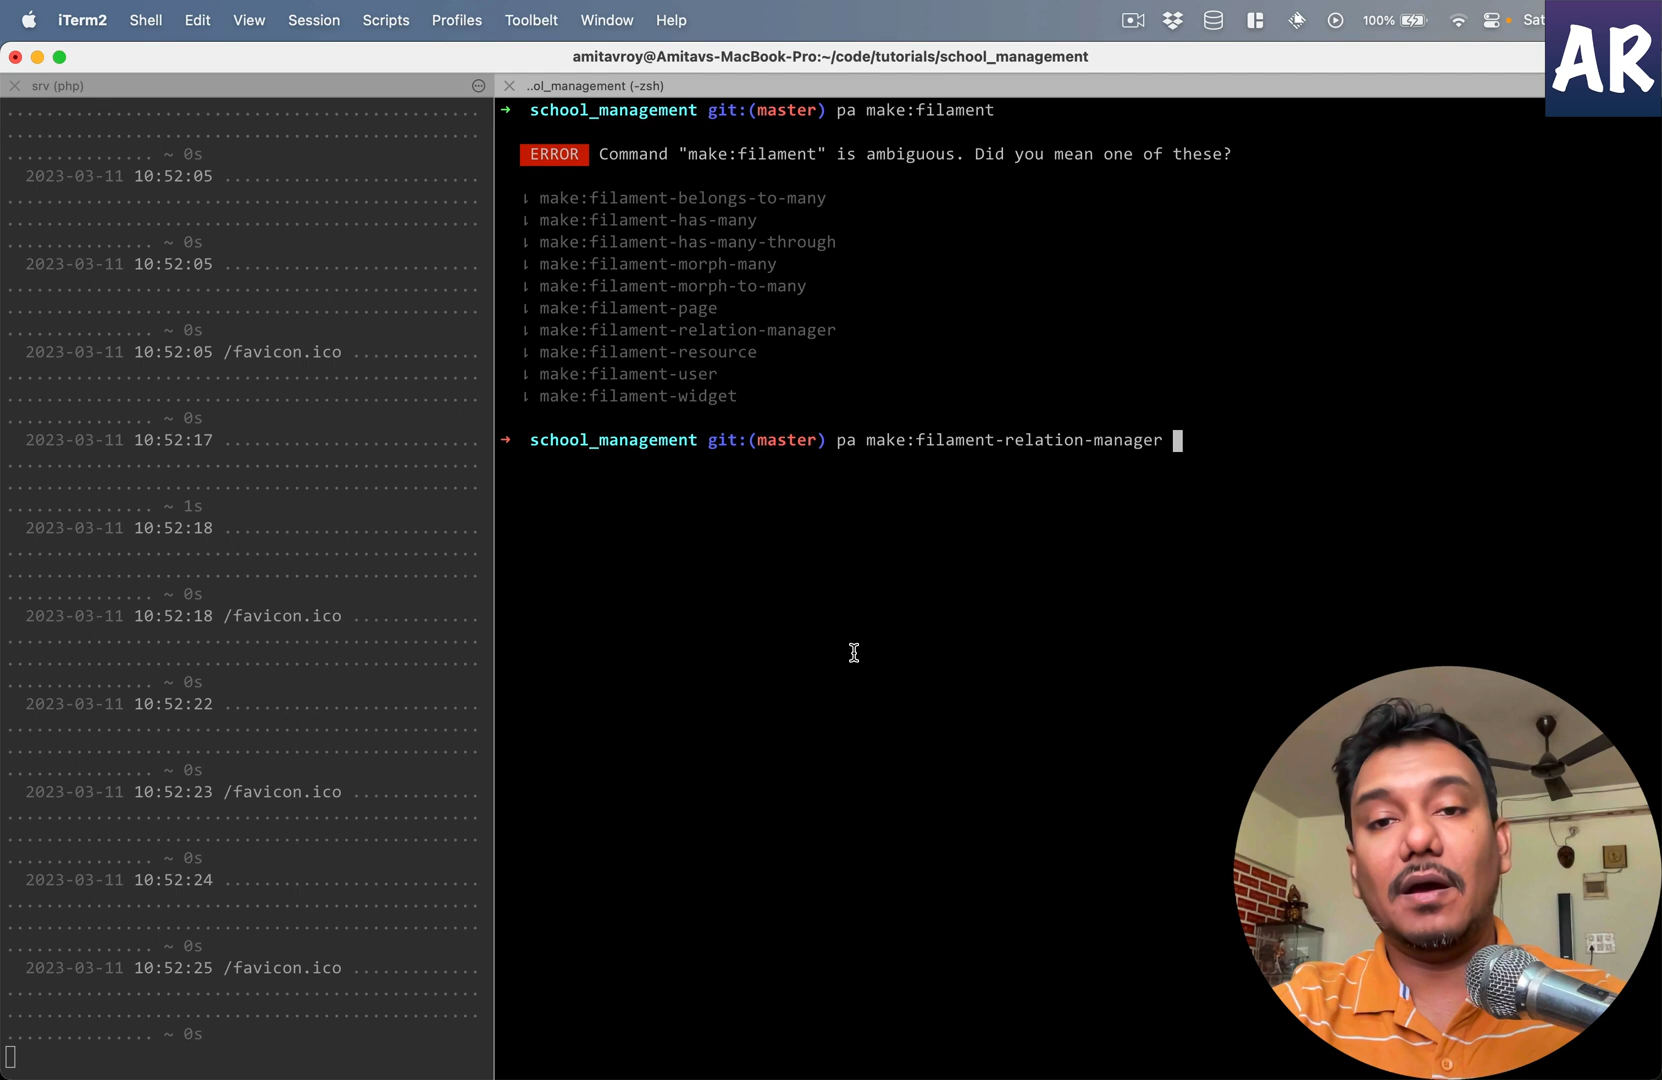 iTerm2 Shell Edit View Session Scripts Profiles Toolbelt Window Help 100% Sat
AR
amitavroy@Amitavs-MacBook-Pro:~/code/tutorials/school_management
srv (php)
..ol_management (-zsh)
................................................
............... ~ 0s
2023-03-11 10:52:05 ..........................
................................................
................................................
............... ~ 0s
2023-03-11 10:52:05 ..........................
................................................
................................................
............... ~ 0s
2023-03-11 10:52:05 /favicon.ico .............
................................................
................................................
............... ~ 0s
2023-03-11 10:52:17 ..........................
................................................
................................................
............... ~ 1s
2023-03-11 10:52:18 ..........................
................................................
................................................
............... ~ 0s
2023-03-11 10:52:18 /favicon.ico .............
................................................
................................................
............... ~ 0s
2023-03-11 10:52:22 ..........................
................................................
................................................
............... ~ 0s
2023-03-11 10:52:23 /favicon.ico .............
................................................
................................................
............... ~ 0s
2023-03-11 10:52:24 ..........................
................................................
................................................
............... ~ 0s
2023-03-11 10:52:25 /favicon.ico .............
................................................
................................................
............... ~ 0s
→ school_management git:(master) pa make:filament
ERROR Command "make:filament" is ambiguous. Did you mean one of these?
⇂ make:filament-belongs-to-many
⇂ make:filament-has-many
⇂ make:filament-has-many-through
⇂ make:filament-morph-many
⇂ make:filament-morph-to-many
⇂ make:filament-page
⇂ make:filament-relation-manager
⇂ make:filament-resource
⇂ make:filament-user
⇂ make:filament-widget
→ school_management git:(master) pa make:filament-relation-manager